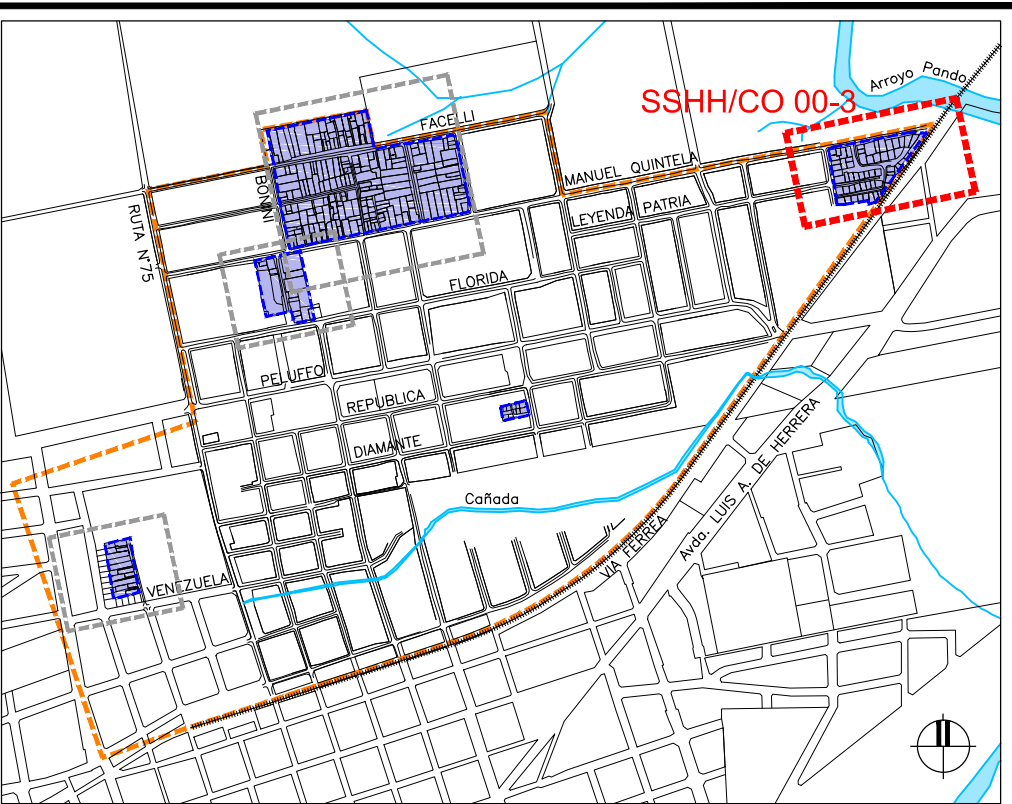 Arroyo Pando
SSHH/CO 00-3
FACELLI
MANUEL QUINTELA
BONIN
LEYENDA PATRIA
RUTA N°75
FLORIDA
PELUFFO
REPUBLICA
DIAMANTE
Cañada
Avda. LUIS A. DE HERRERA
VIA FERREA
VENEZUELA